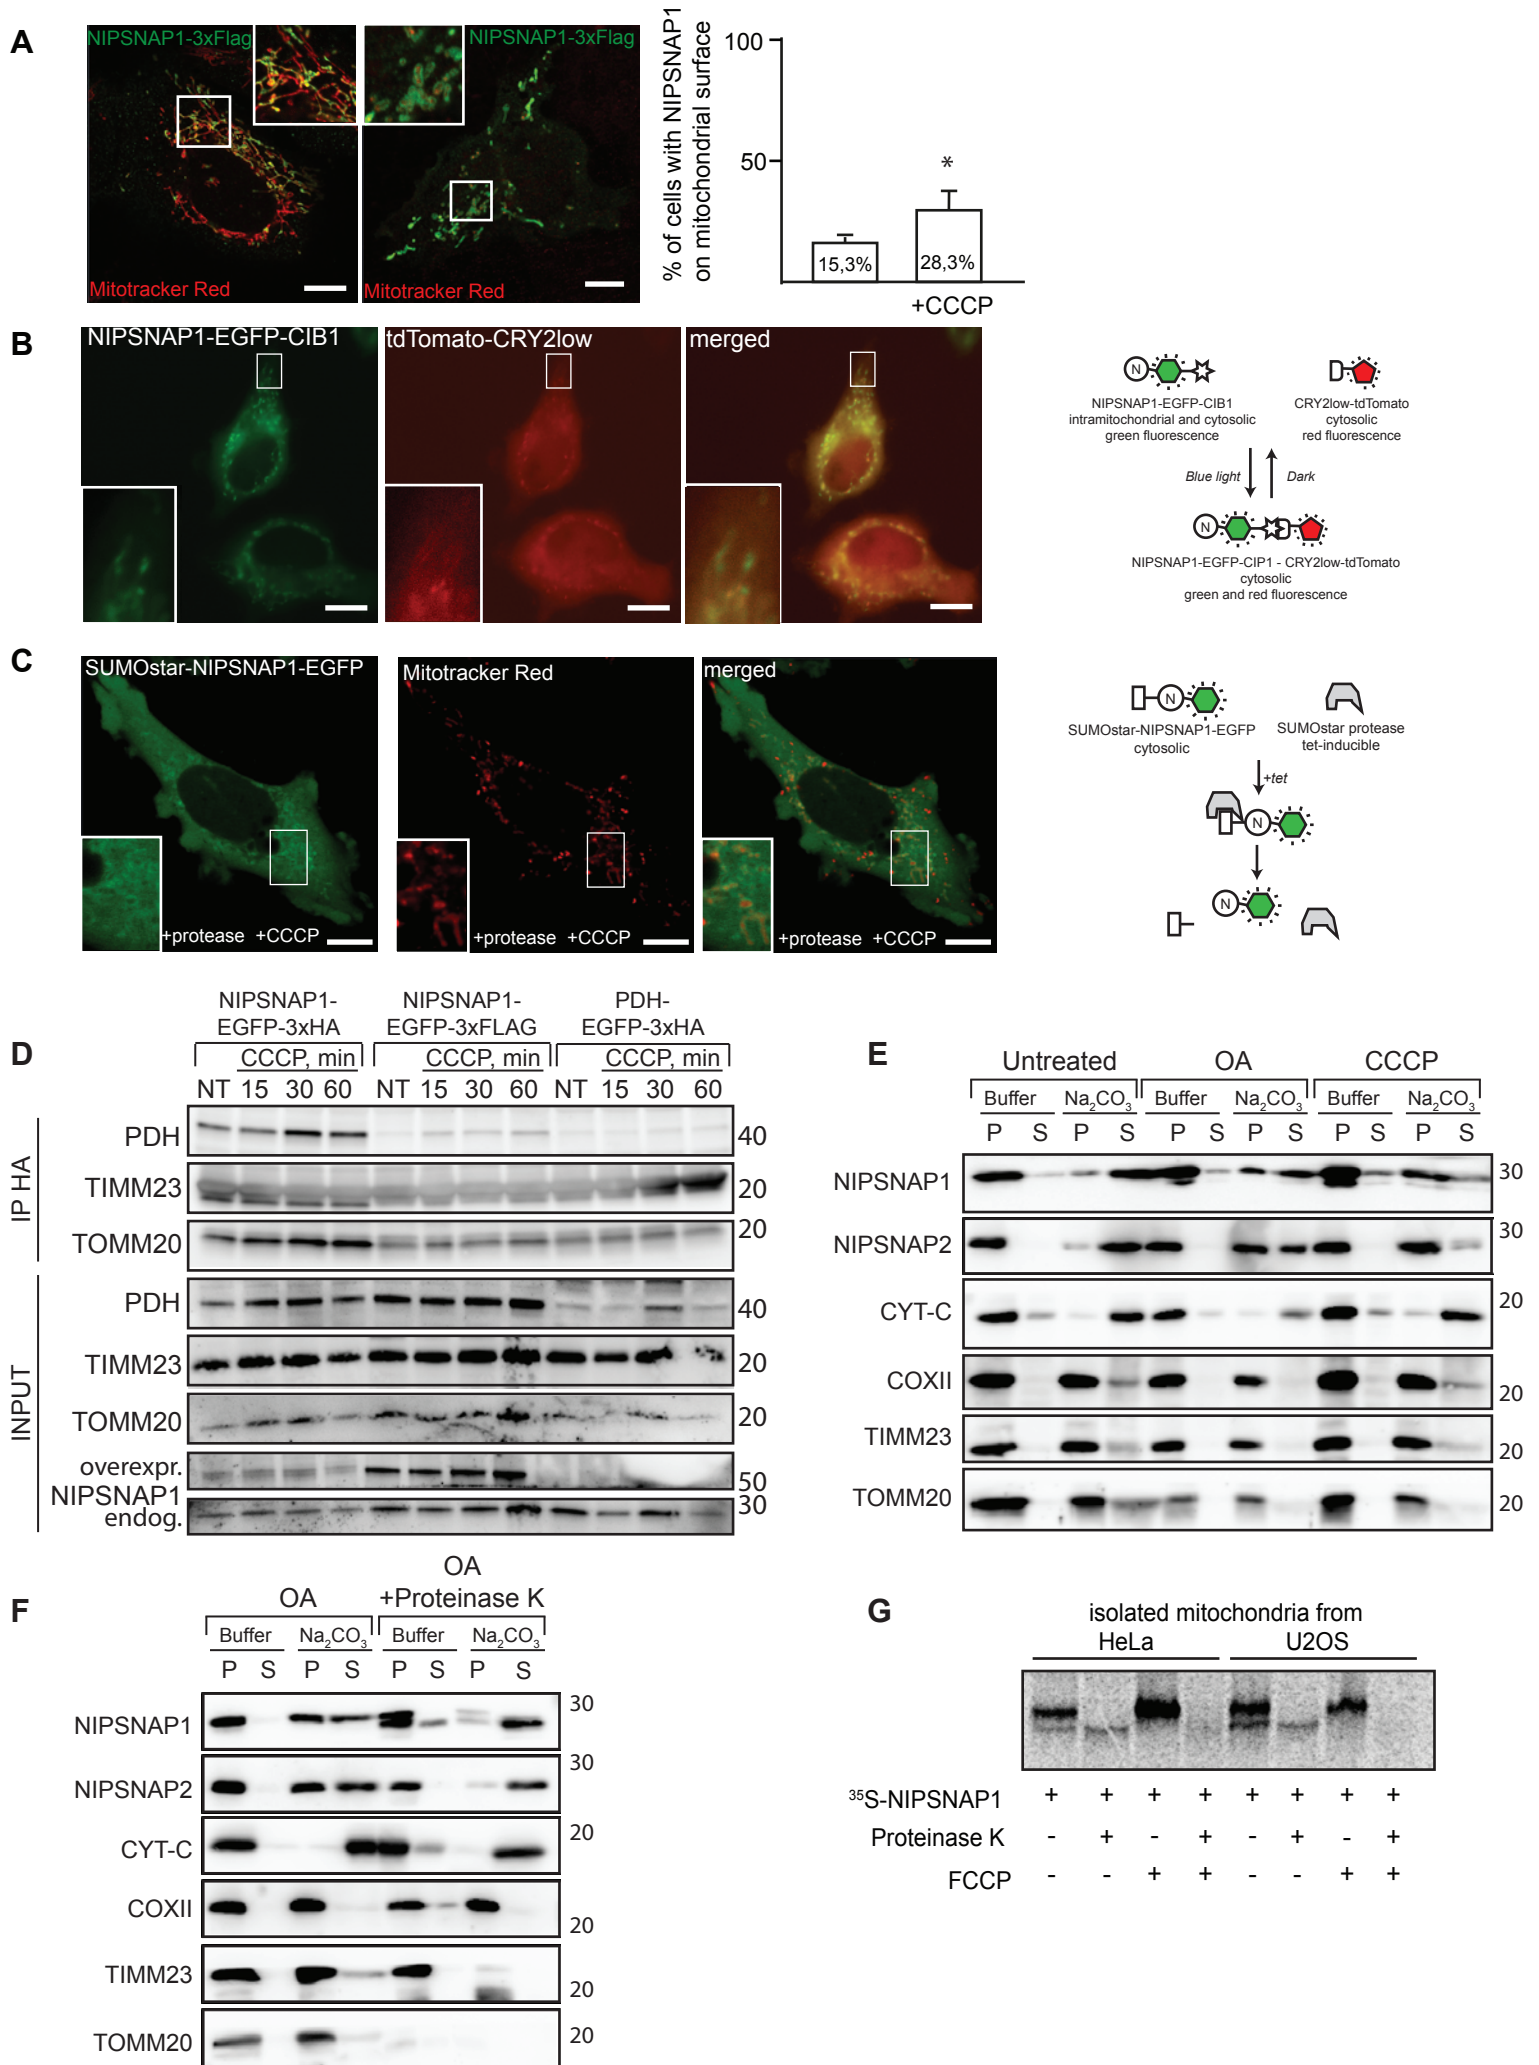 A
NIPSNAP1-3xFlag
NIPSNAP1-3xFlag
Mitotracker Red
Mitotracker Red
% of cells with NIPSNAP1
on mitochondrial surface
100
50
*
15,3%
28,3%
+CCCP
B
NIPSNAP1-EGFP-CIB1
tdTomato-CRY2low
merged
N
NIPSNAP1-EGFP-CIB1
intramitochondrial and cytosolic
green fluorescence
CRY2low-tdTomato
cytosolic
red fluorescence
Blue light
Dark
N
NIPSNAP1-EGFP-CIP1 - CRY2low-tdTomato
cytosolic
green and red fluorescence
C
SUMOstar-NIPSNAP1-EGFP
Mitotracker Red
merged
+protease +CCCP
+protease +CCCP
+protease +CCCP
N
SUMOstar-NIPSNAP1-EGFP
cytosolic
SUMOstar protease
tet-inducible
+tet
N
N
D
NIPSNAP1-
EGFP-3xHA
NIPSNAP1-
EGFP-3xFLAG
PDH-
EGFP-3xHA
CCCP, min
CCCP, min
CCCP, min
NT 15 30 60 NT 15 30 60 NT 15 30 60
IP HA
PDH 40
TIMM23 20
TOMM20 20
INPUT
PDH 40
TIMM23 20
TOMM20 20
overexpr. 50
NIPSNAP1
endog. 30
E
Untreated OA CCCP
Buffer Na2CO3 Buffer Na2CO3 Buffer Na2CO3
P S P S P S P S P S P S
NIPSNAP1 30
NIPSNAP2 30
CYT-C 20
COXII 20
TIMM23 20
TOMM20 20
F
OA
OA
+Proteinase K
Buffer Na2CO3 Buffer Na2CO3
P S P S P S P S
NIPSNAP1 30
NIPSNAP2 30
CYT-C 20
COXII 20
TIMM23 20
TOMM20 20
G
isolated mitochondria from
HeLa U2OS
35S-NIPSNAP1 + + + + + + + +
Proteinase K - + - + - + - +
FCCP - - + + - - + +